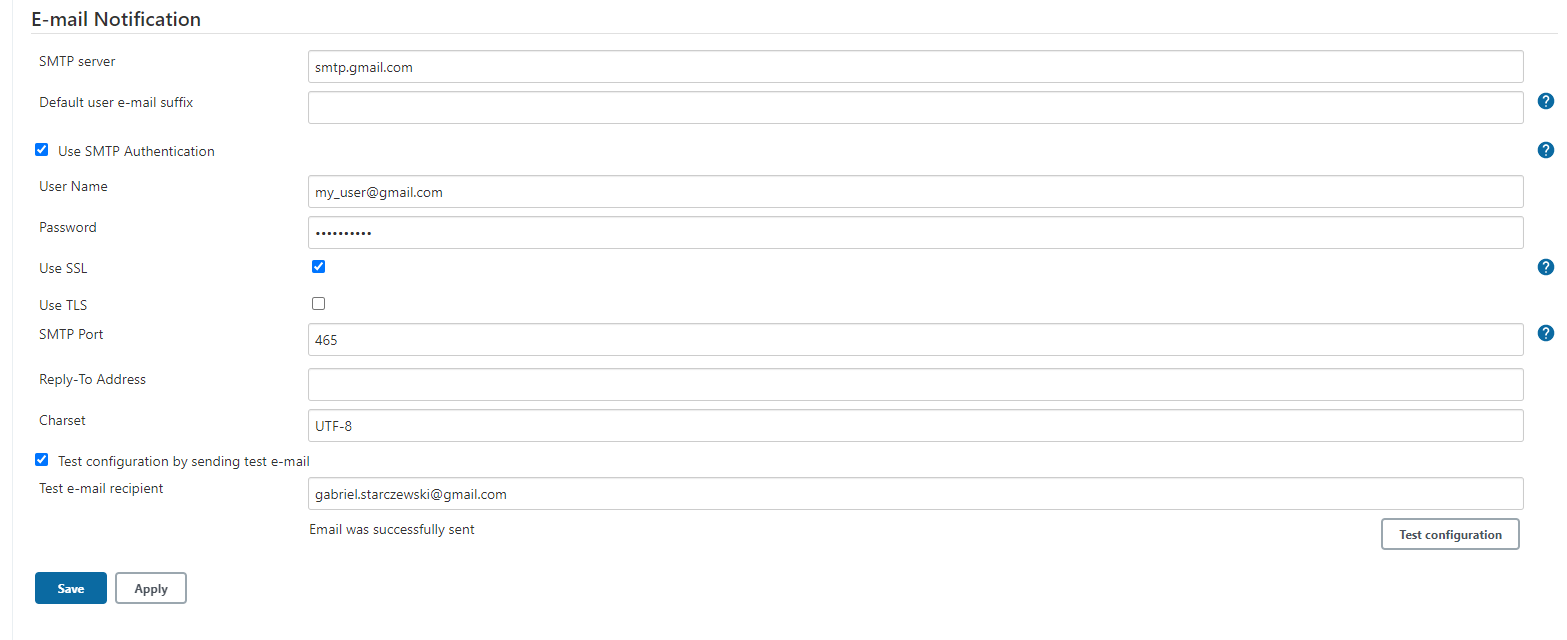 E-mail Notification
SMTP server
smtp.gmail.com
Default user e-mail suffix
?
Use SMTP Authentication
?
User Name
my_user@gmail.com
Password
••••••••••
Use SSL
?
Use TLS
SMTP Port
465
?
Reply-To Address
Charset
UTF-8
Test configuration by sending test e-mail
Test e-mail recipient
gabriel.starczewski@gmail.com
Email was successfully sent
Test configuration
Save Apply